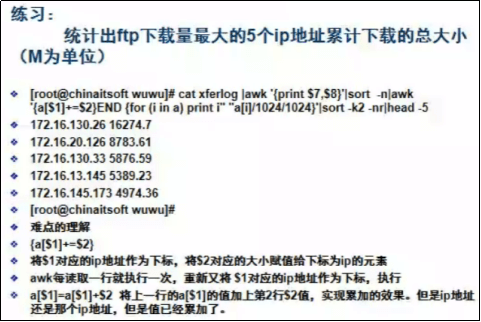 练习：
统计出ftp下载量最大的5个ip地址累计下载的总大小
（M为单位）
[root@chinaitsoft wuwu]# cat xferlog |awk '{print $7,$8}'|sort -n|awk
'{a[$1]+=$2}END {for (i in a) print i" "a[i]/1024/1024}'|sort -k2 -nr|head -5
172.16.130.26 16274.7
172.16.20.126 8783.61
172.16.130.33 5876.59
172.16.13.145 5389.23
172.16.145.173 4974.36
[root@chinaitsoft wuwu]#
难点的理解
{a[$1]+=$2}
将$1对应的ip地址作为下标，将$2对应的大小赋值给下标为ip的元素
awk每读取一行就执行一次，重新又将 $1对应的ip地址作为下标，执行
a[$1]=a[$1]+$2 将上一行的a[$1]的值加上第2行$2值，实现累加的效果。但是ip地址
还是那个ip地址，但是值已经累加了。